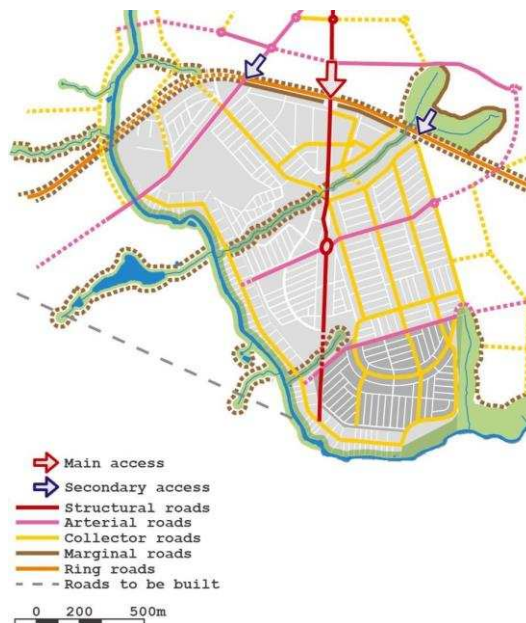 Main access
Secondary access
Structural roads
Arterial roads
Collector roads
Marginal roads
Ring roads
Roads to be built
0 200 500m